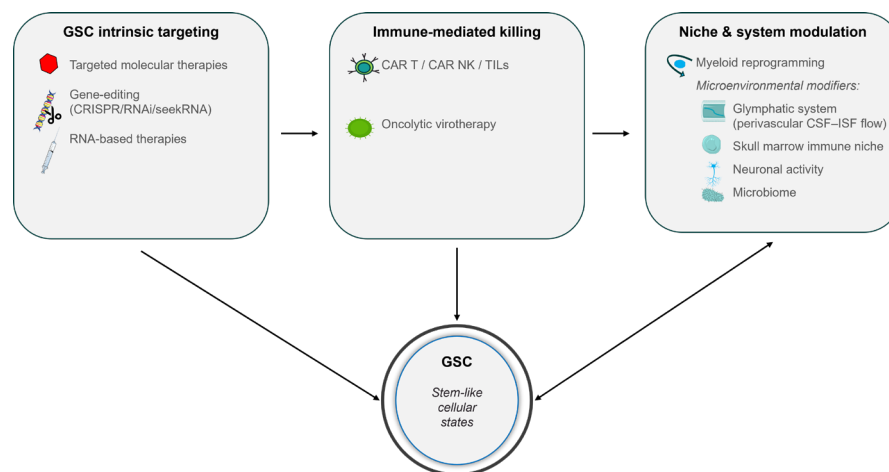 GSC intrinsic targeting
Targeted molecular therapies
Gene-editing
(CRISPR/RNAi/seekRNA)
RNA-based therapies
Immune-mediated killing
CAR T / CAR NK / TILs
Oncolytic virotherapy
Niche & system modulation
Myeloid reprogramming
Microenvironmental modifiers:
Glymphatic system
(perivascular CSF–ISF flow)
Skull marrow immune niche
Neuronal activity
Microbiome
GSC
Stem-like
cellular
states